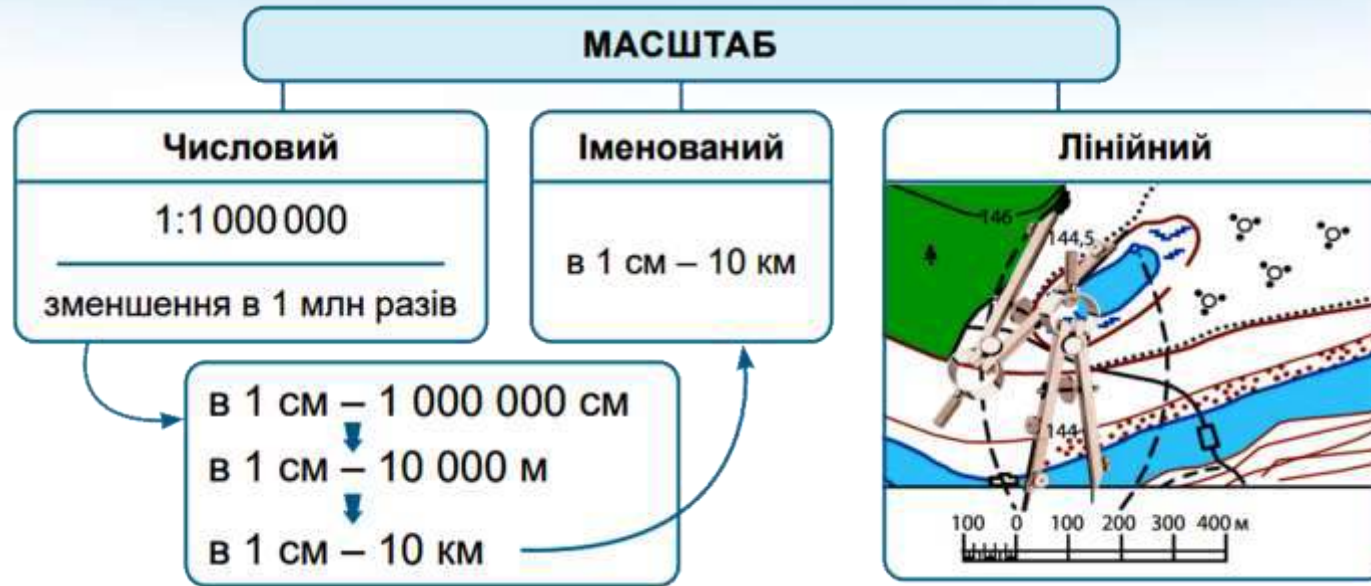 МАСШТАБ
Числовий
1:1 000 000
зменшення в 1 млн разів
Іменований
в 1 см – 10 км
Лінійний
146
144,5
144
100 0 100 200 300 400 м
в 1 см – 1 000 000 см
в 1 см – 10 000 м
в 1 см – 10 км